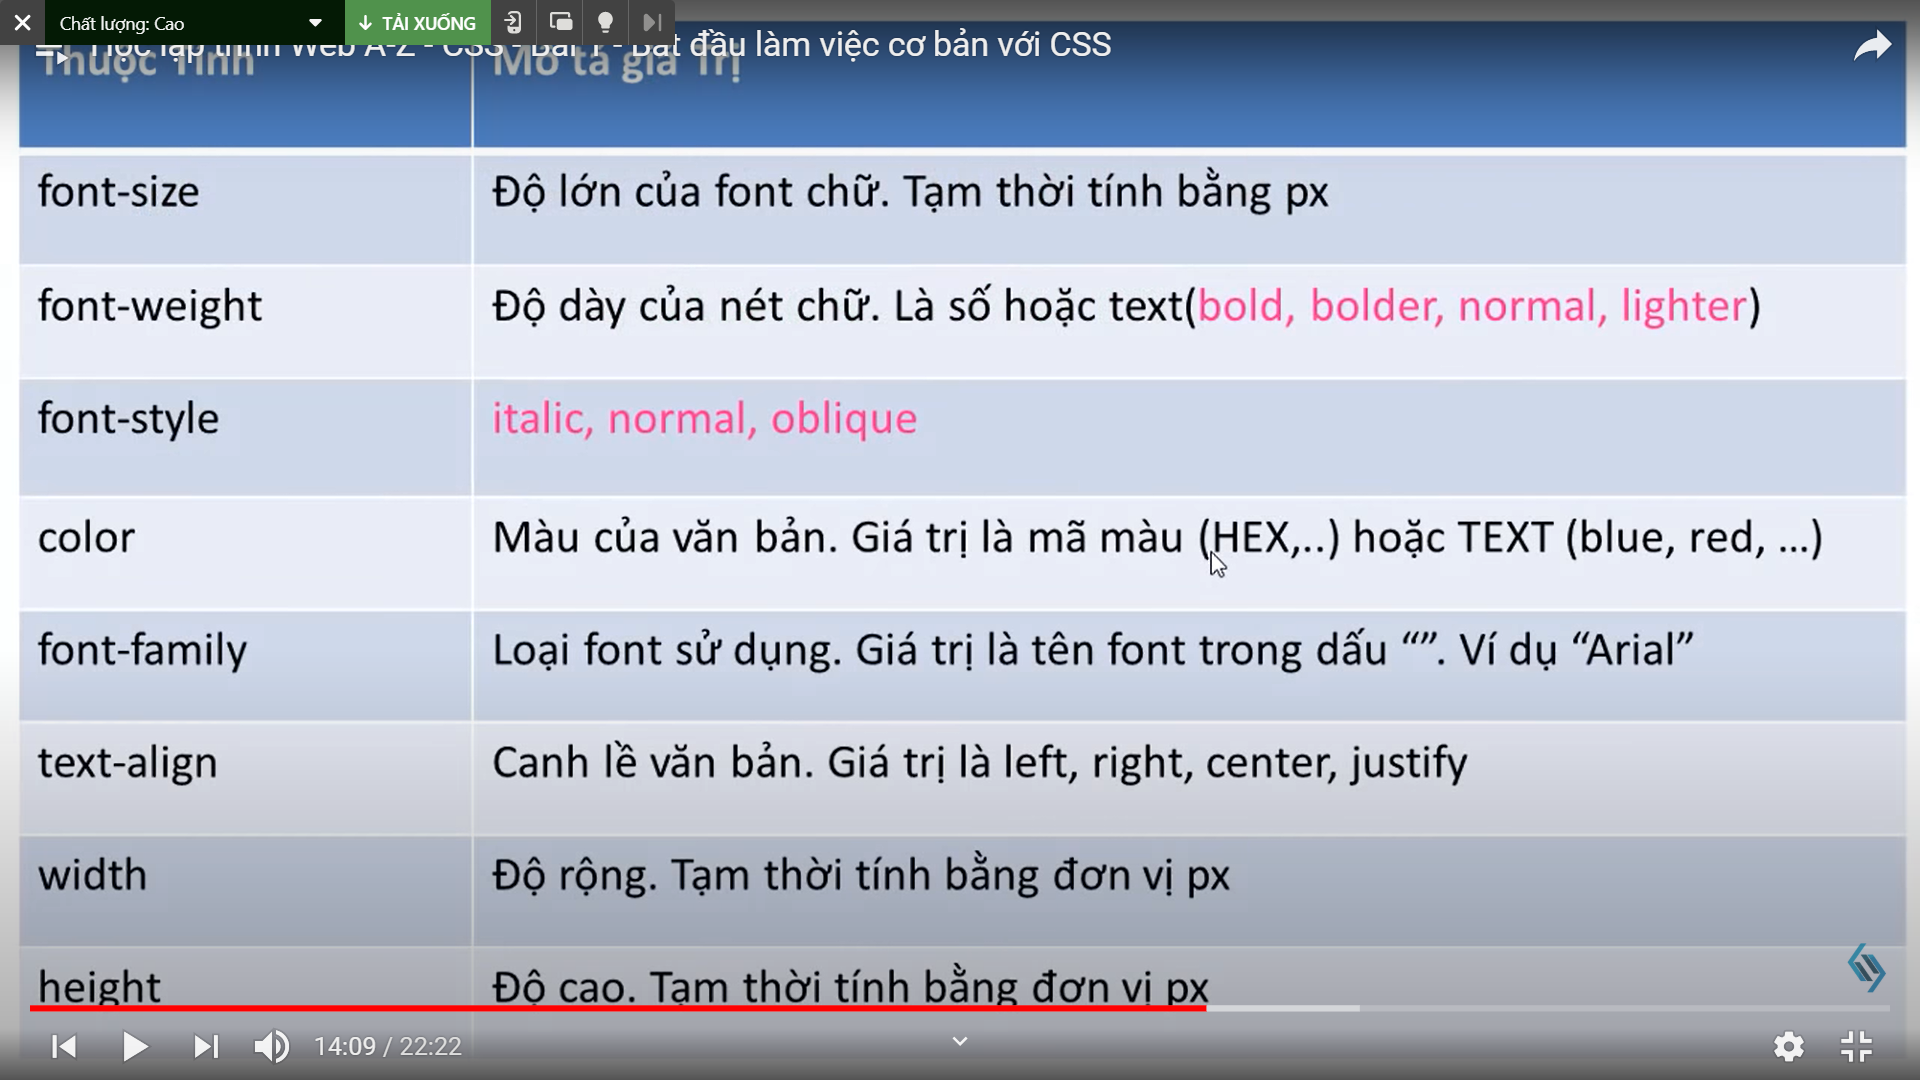 Chất lượng: Cao
TẢI XUỐNG
Học lập trình Web A-Z - CSS - Bài 1 - Bắt đầu làm việc cơ bản với CSS
Thuộc Tính
Mô tả giá Trị
font-size
Độ lớn của font chữ. Tạm thời tính bằng px
font-weight
Độ dày của nét chữ. Là số hoặc text(bold, bolder, normal, lighter)
font-style
italic, normal, oblique
color
Màu của văn bản. Giá trị là mã màu (HEX,..) hoặc TEXT (blue, red, ...)
font-family
Loại font sử dụng. Giá trị là tên font trong dấu “”. Ví dụ “Arial”
text-align
Canh lề văn bản. Giá trị là left, right, center, justify
width
Độ rộng. Tạm thời tính bằng đơn vị px
height
Độ cao. Tạm thời tính bằng đơn vị px
14:09 / 22:22